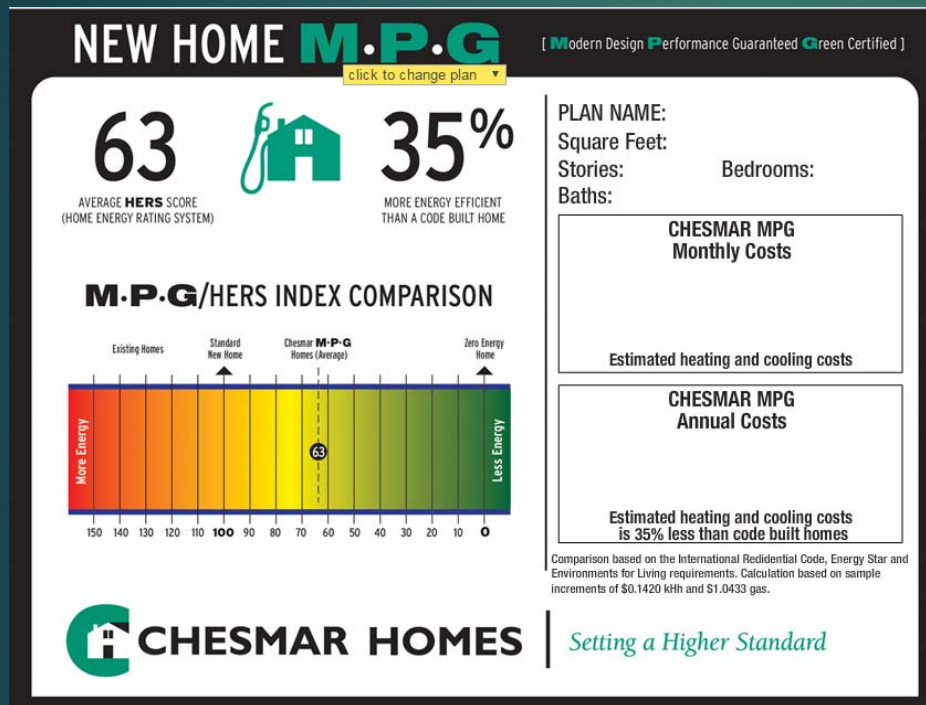 NEW HOME M·P·G
[ Modern Design Performance Guaranteed Green Certified ]
click to change plan ▼
63
AVERAGE HERS SCORE
(HOME ENERGY RATING SYSTEM)
35%
MORE ENERGY EFFICIENT
THAN A CODE BUILT HOME
M·P·G/HERS INDEX COMPARISON
Existing Homes
Standard
New Home
Chesmar M·P·G
Homes (Average)
Zero Energy
Home
More Energy
63
Less Energy
150 140 130 120 110 100 90 80 70 60 50 40 30 20 10 0
PLAN NAME:
Square Feet:
Stories: Bedrooms:
Baths:
CHESMAR MPG
Monthly Costs
Estimated heating and cooling costs
CHESMAR MPG
Annual Costs
Estimated heating and cooling costs
is 35% less than code built homes
Comparison based on the International Redidential Code, Energy Star and
Environments for Living requirements. Calculation based on sample
increments of $0.1420 kHh and $1.0433 gas.
CHESMAR HOMES
Setting a Higher Standard